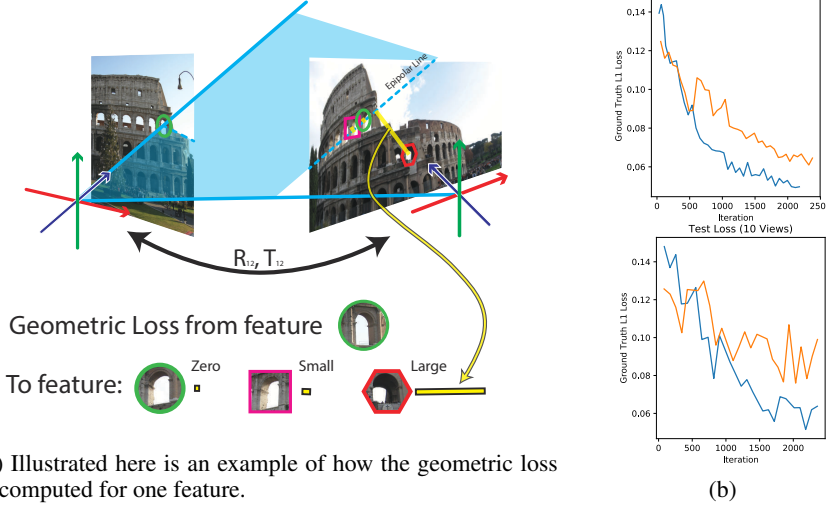 Epipolar Line
R₁₂, T₁₂
Geometric Loss from feature
To feature:
Zero
Small
Large
) Illustrated here is an example of how the geometric loss
computed for one feature.
0.14
0.12
0.10
0.08
0.06
Ground Truth L1 Loss
0 500 1000 1500 2000 2500
Iteration
Test Loss (10 Views)
0.14
0.12
0.10
0.08
0.06
Ground Truth L1 Loss
0 500 1000 1500 2000
Iteration
(b)